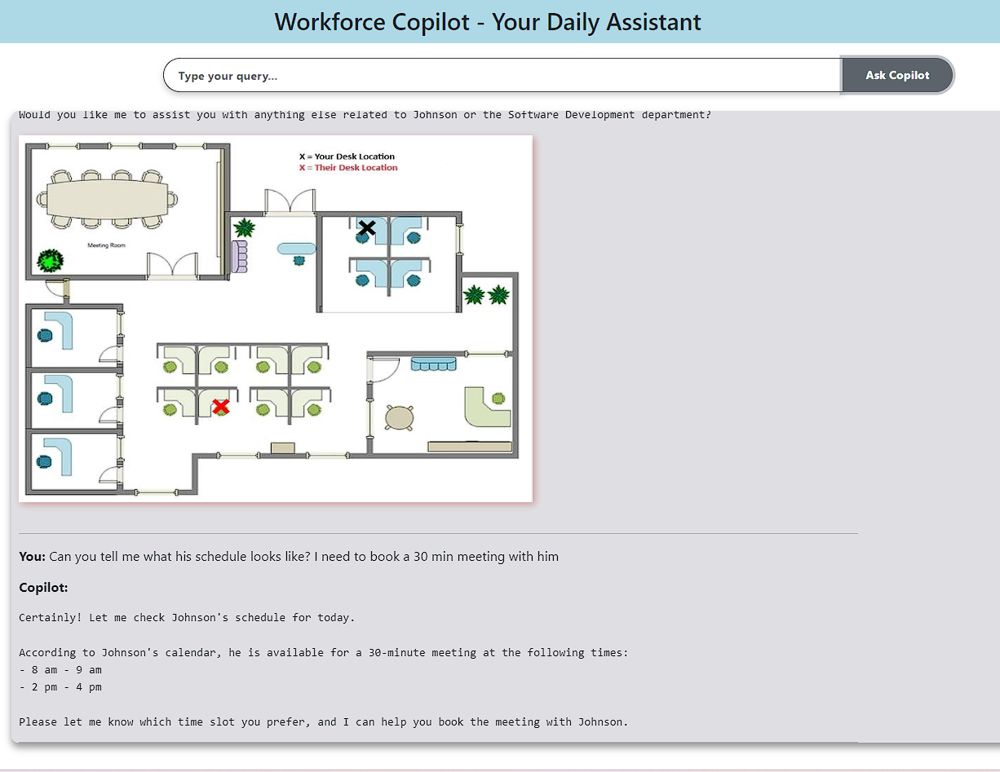 Workforce Copilot - Your Daily Assistant
Type your query...
Ask Copilot
Would you like me to assist you with anything else related to Johnson or the Software Development department?
X = Your Desk Location
X = Their Desk Location
Meeting Room
You: Can you tell me what his schedule looks like? I need to book a 30 min meeting with him
Copilot:
Certainly! Let me check Johnson's schedule for today.
According to Johnson's calendar, he is available for a 30-minute meeting at the following times:
- 8 am - 9 am
- 2 pm - 4 pm
Please let me know which time slot you prefer, and I can help you book the meeting with Johnson.